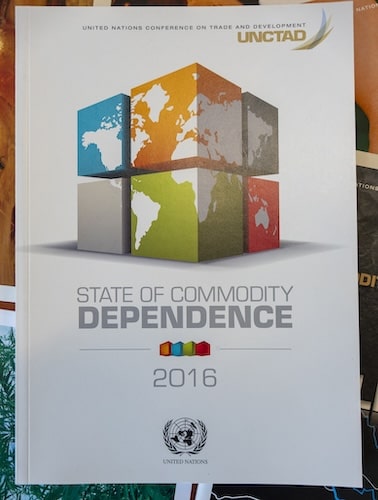 UNITED NATIONS CONFERENCE ON TRADE AND DEVELOPMENT
UNCTAD
STATE OF COMMODITY
DEPENDENCE
2016
UNITED NATIONS